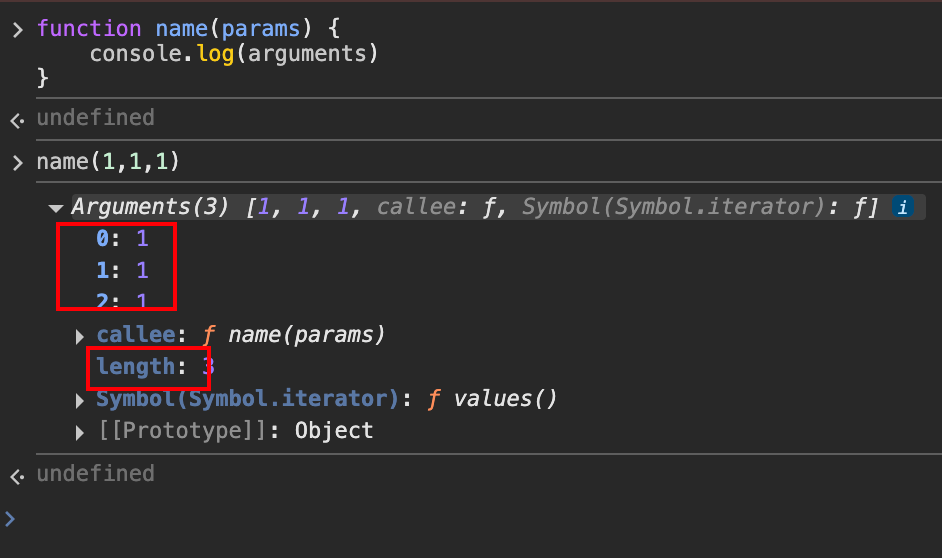 function name(params) {
    console.log(arguments)
}
undefined
name(1,1,1)
Arguments(3) [1, 1, 1, callee: ƒ, Symbol(Symbol.iterator): ƒ] i
0: 1
1: 1
2: 1
callee: ƒ name(params)
length: 3
Symbol(Symbol.iterator): ƒ values()
[[Prototype]]: Object
undefined